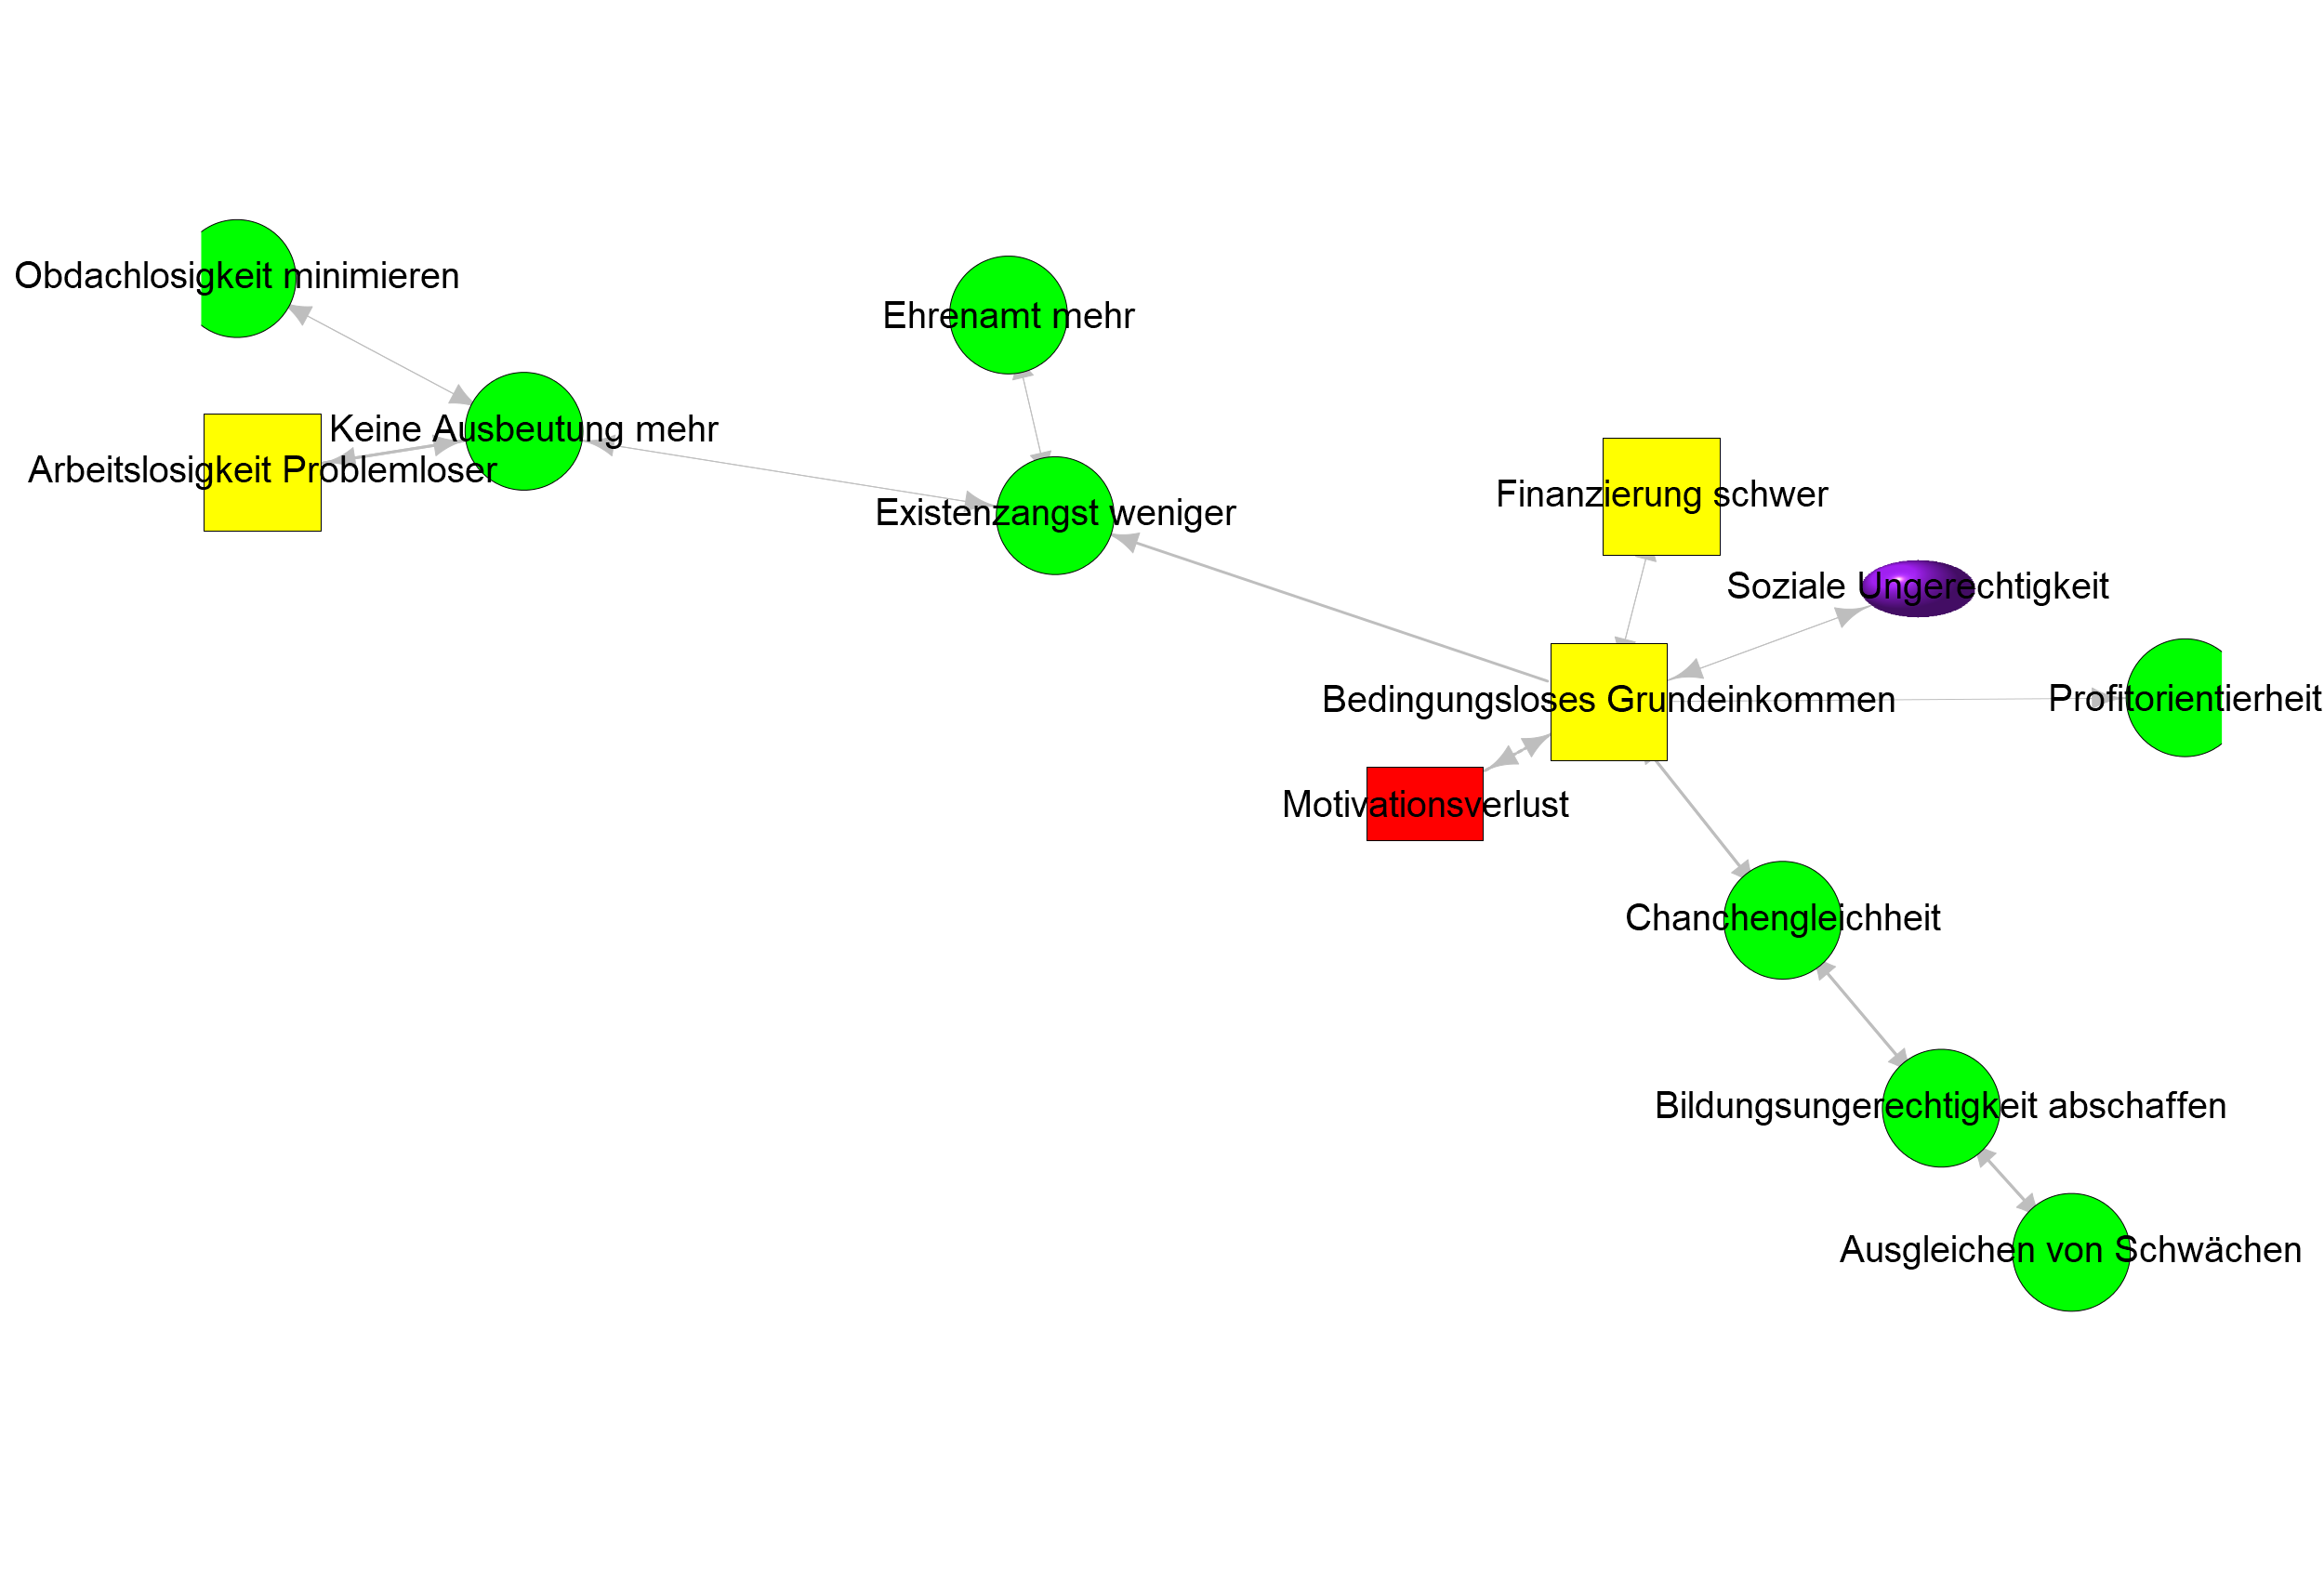 Obdachlosigkeit minimieren
Ehrenamt mehr
Keine Ausbeutung mehr
Arbeitslosigkeit Problemloser
Existenzangst weniger
Finanzierung schwer
Soziale Ungerechtigkeit
Bedingungsloses Grundeinkommen
Profitorientierheit
Motivationsverlust
Chanchengleichheit
Bildungsungerechtigkeit abschaffen
Ausgleichen von Schwächen